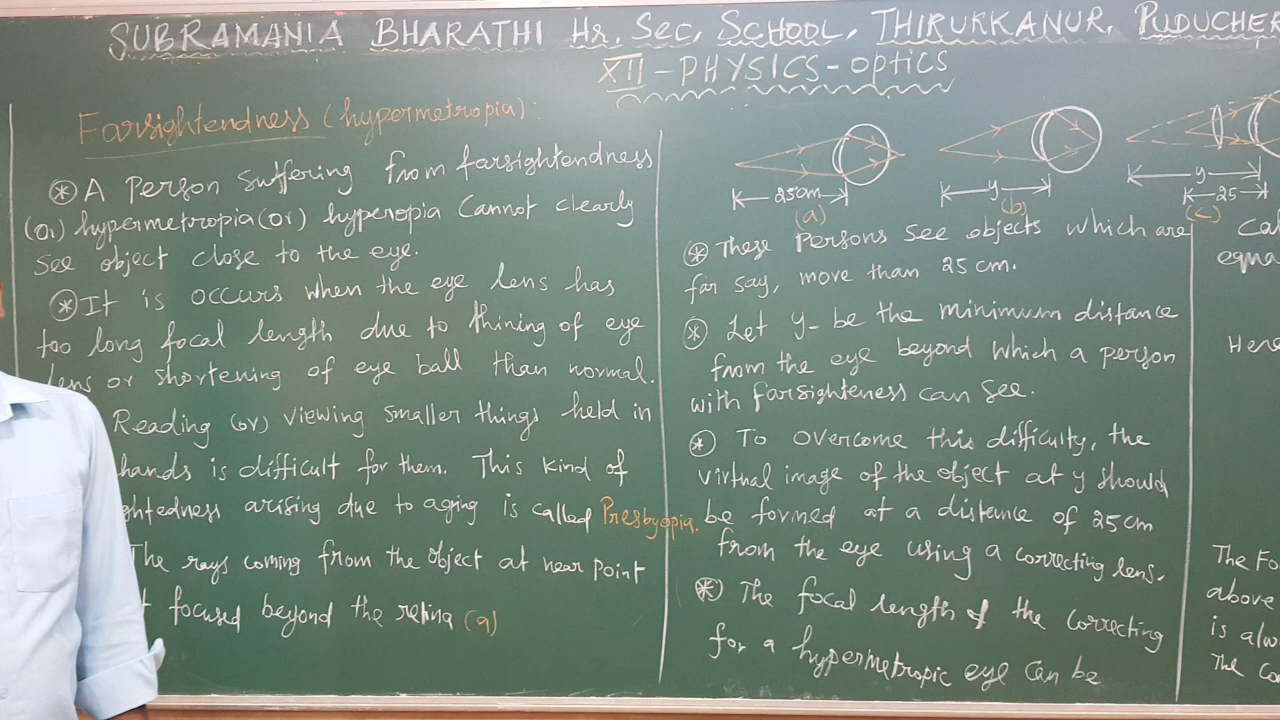 SUBRAMANIA BHARATHI Hr. Sec, SCHOOL, THIRUKKANUR, PUDUCHER
XII-PHYSICS-optics
Farsightendness (hypermetropia):
* A Person suffering from farsightendness
(or) hypermetropia (or) hyperopia Cannot clearly
see object close to the eye.
* It is occurs when the eye lens has
too long focal length due to thining of eye
lens or shortening of eye ball than normal.
Reading (or) viewing smaller things held in
hands is difficult for them. This kind of
ghtedness arising due to aging is called Presbyopia.
The rays coming from the object at near point
t focused beyond the retina (a)
25cm
(a)
y
(b)
y
25
(c)
* These Persons see objects which are
far say, more than 25 cm.
* Let y- be the minimum distance
from the eye beyond which a person
with farsighteness can see.
* To overcome this difficulty, the
virtual image of the object at y should
be formed at a distance of 25cm
from the eye using a correcting lens.
* The focal length of the correcting
for a hypermetropic eye can be
Cal
equa
Here
The Fo
above
is alw
The Co